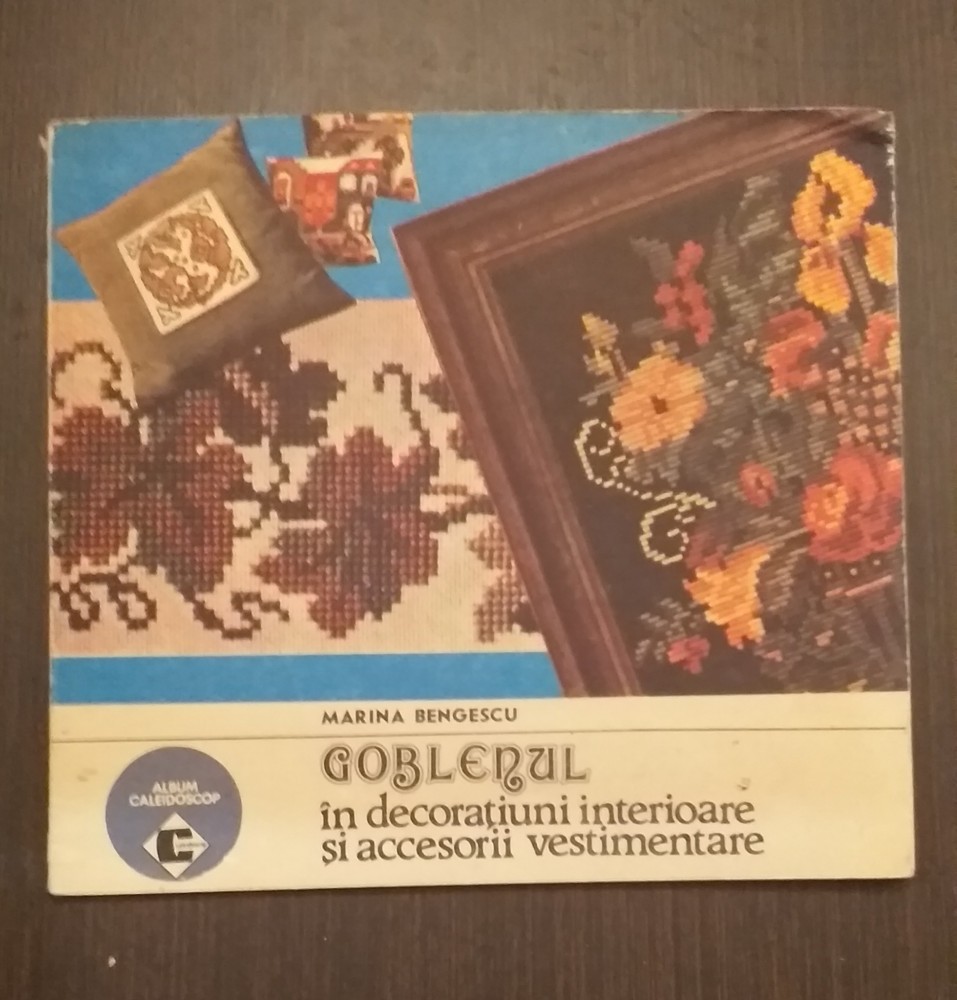 MARINA BENGESCU
GOBLENUL
în decorațiuni interioare
și accesorii vestimentare
ALBUM
CALEIDOSCOP
C